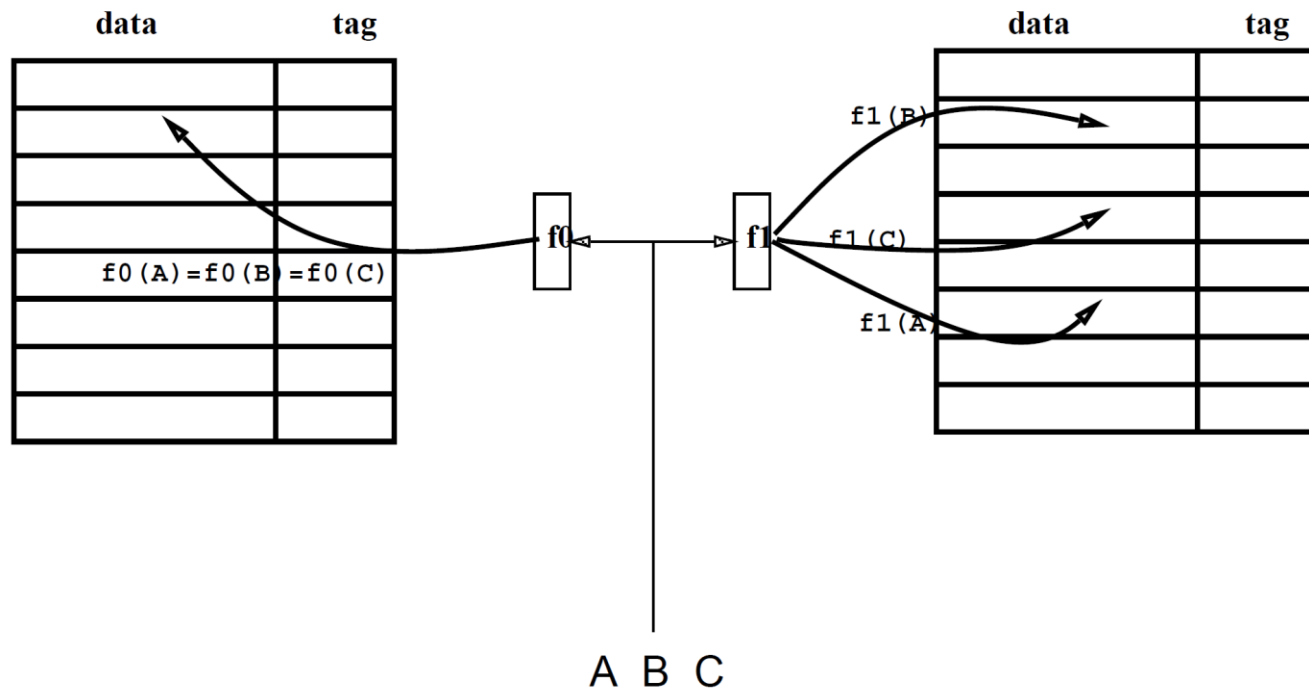 data tag data tag
f1(B)
f0 f1 f1(C)
f0(A)=f0(B)=f0(C)
f1(A)
A B C